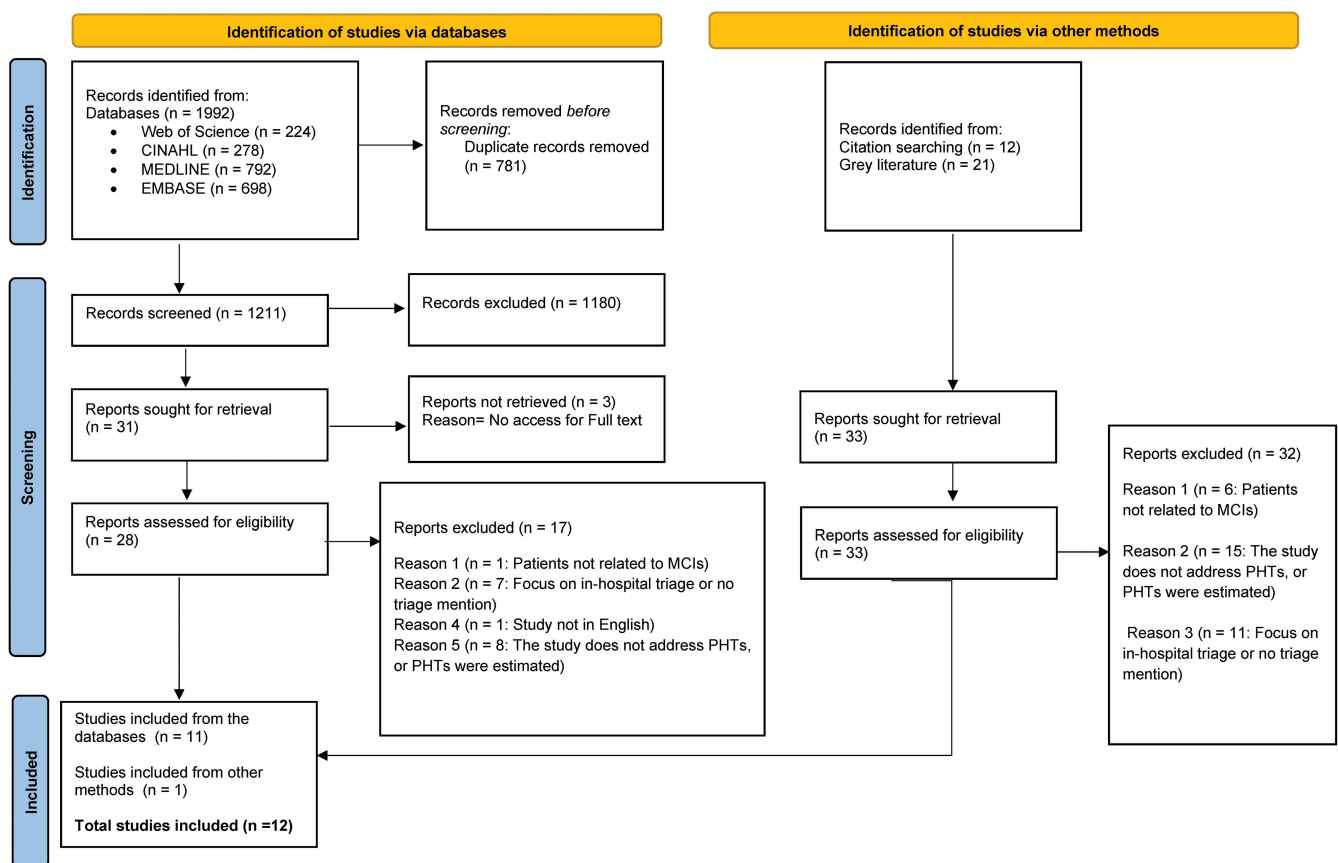 Identification of studies via databases
Identification of studies via other methods
Identification
Records identified from:
Databases (n = 1992)
• Web of Science (n = 224)
• CINAHL (n = 278)
• MEDLINE (n = 792)
• EMBASE (n = 698)
Records removed before
screening:
Duplicate records removed
(n = 781)
Records identified from:
Citation searching (n = 12)
Grey literature (n = 21)
Screening
Records screened (n = 1211)
Records excluded (n = 1180)
Reports sought for retrieval
(n = 31)
Reports not retrieved (n = 3)
Reason= No access for Full text
Reports sought for retrieval
(n = 33)
Reports assessed for eligibility
(n = 28)
Reports excluded (n = 17)
Reason 1 (n = 1: Patients not related to MCIs)
Reason 2 (n = 7: Focus on in-hospital triage or no
triage mention)
Reason 4 (n = 1: Study not in English)
Reason 5 (n = 8: The study does not address PHTs,
or PHTs were estimated)
Reports assessed for eligibility
(n = 33)
Reports excluded (n = 32)
Reason 1 (n = 6: Patients
not related to MCIs)
Reason 2 (n = 15: The study
does not address PHTs, or
PHTs were estimated)
Reason 3 (n = 11: Focus on
in-hospital triage or no triage
mention)
Included
Studies included from the
databases (n = 11)
Studies included from other
methods (n = 1)
Total studies included (n =12)